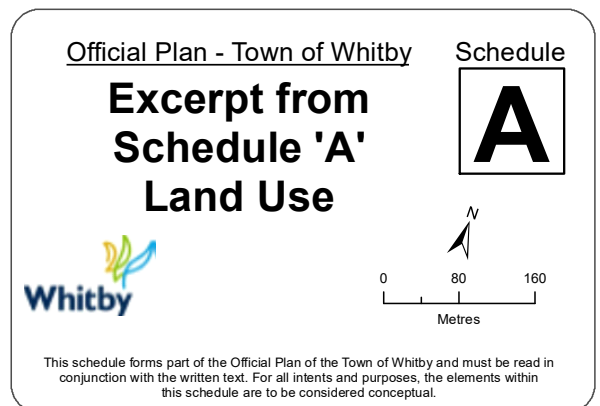 Official Plan - Town of Whitby
Schedule
Excerpt from
Schedule 'A'
Land Use
A
N
Whitby
0 80 160
Metres
This schedule forms part of the Official Plan of the Town of Whitby and must be read in
conjunction with the written text. For all intents and purposes, the elements within
this schedule are to be considered conceptual.